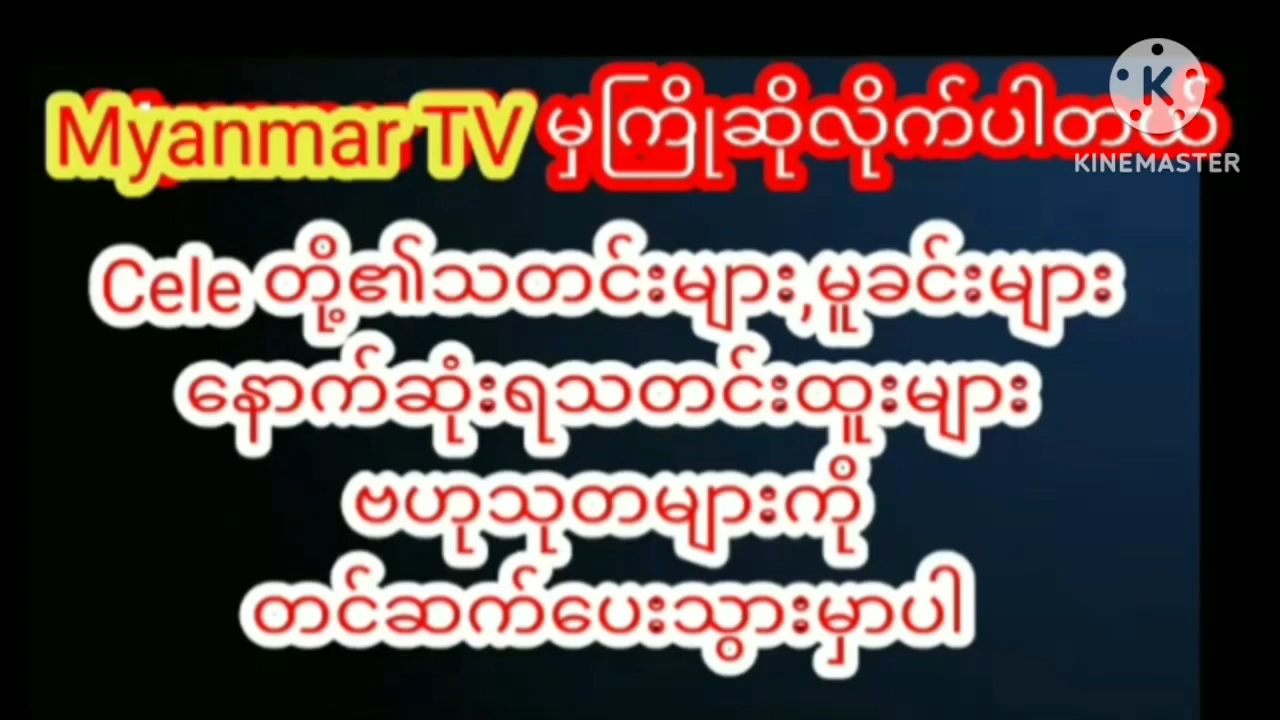 Myanmar TV မှကြိုဆိုလိုက်ပါတယ်
KINEMASTER
Cele တို့၏သတင်းများ,မှုခင်းများ
နောက်ဆုံးရသတင်းထူးများ
ဗဟုသုတများကို
တင်ဆက်ပေးသွားမှာပါ